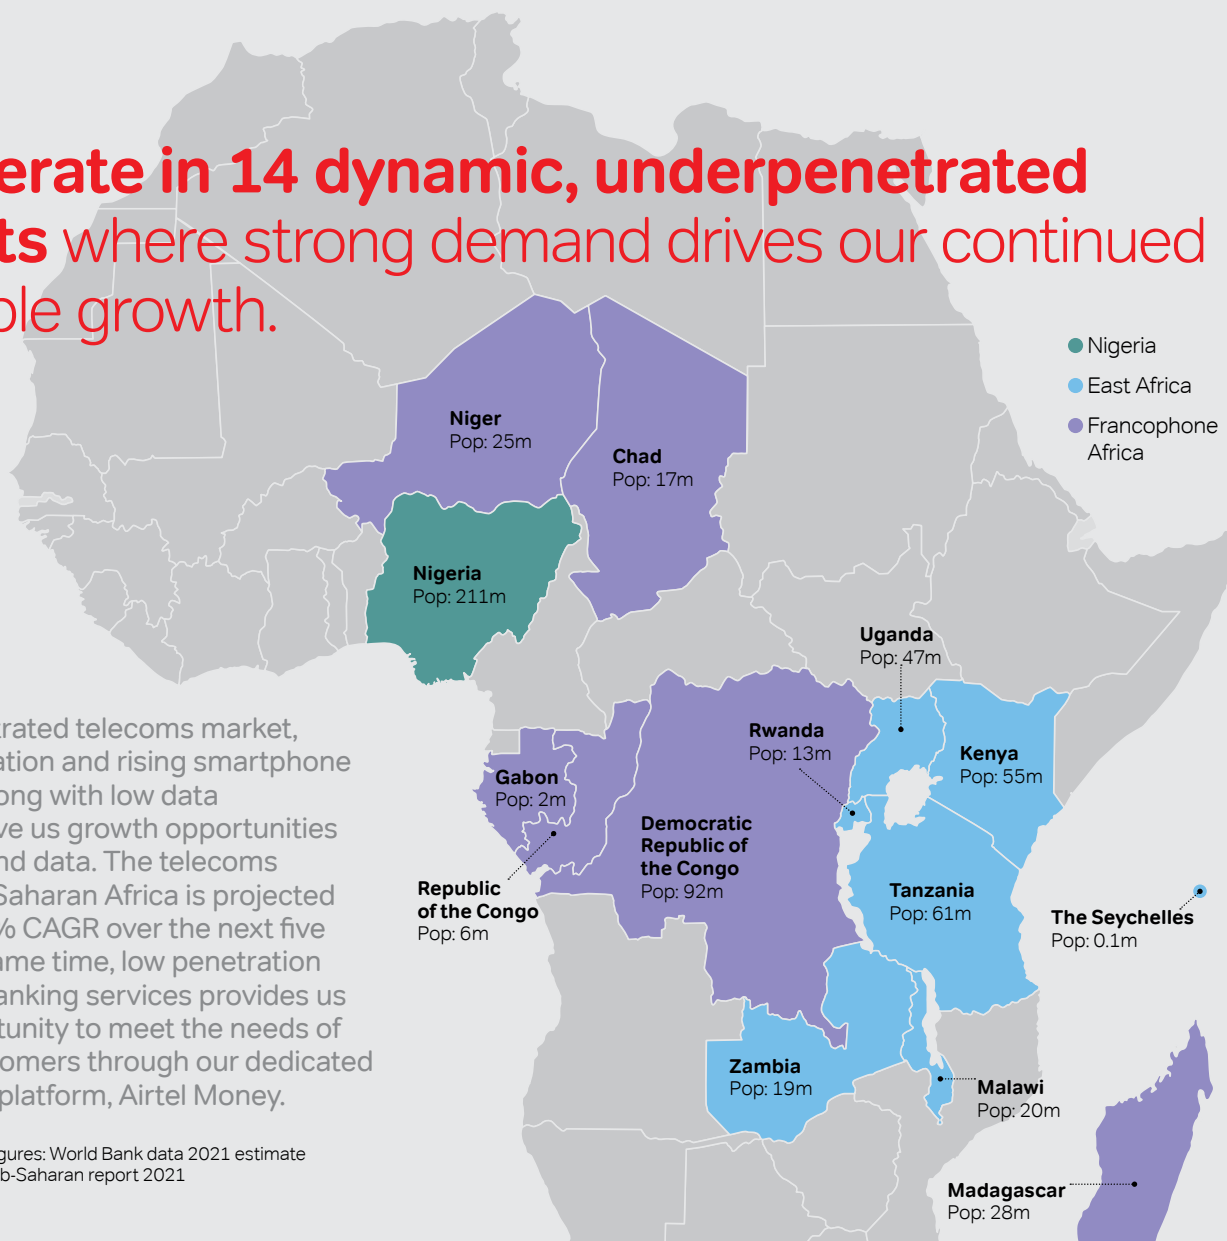 erate in 14 dynamic, underpenetrated
ts where strong demand drives our continued
ble growth.
Nigeria
East Africa
Francophone
Africa
Niger
Pop: 25m
Chad
Pop: 17m
Nigeria
Pop: 211m
Uganda
Pop: 47m
Rwanda
Pop: 13m
Kenya
Pop: 55m
Gabon
Pop: 2m
Democratic
Republic of
the Congo
Pop: 92m
Republic
of the Congo
Pop: 6m
Tanzania
Pop: 61m
The Seychelles
Pop: 0.1m
Zambia
Pop: 19m
Malawi
Pop: 20m
Madagascar
Pop: 28m
trated telecoms market,
ation and rising smartphone
ong with low data
ve us growth opportunities
nd data. The telecoms
Saharan Africa is projected
% CAGR over the next five
ame time, low penetration
anking services provides us
tunity to meet the needs of
tomers through our dedicated
platform, Airtel Money.
gures: World Bank data 2021 estimate
b-Saharan report 2021